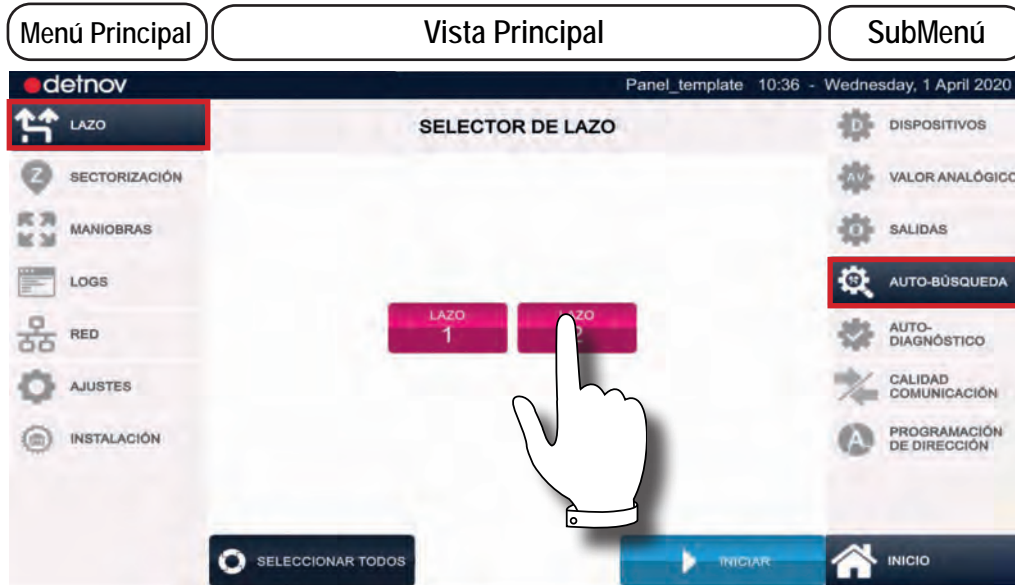 Menú Principal
Vista Principal
SubMenú
detnov
Panel_template 10:36 - Wednesday, 1 April 2020
LAZO
SECTORIZACIÓN
MANIOBRAS
LOGS
RED
AJUSTES
INSTALACIÓN
SELECTOR DE LAZO
LAZO
1
LAZO
2
SELECCIONAR TODOS
INICIAR
DISPOSITIVOS
VALOR ANALÓGICO
SALIDAS
AUTO-BÚSQUEDA
AUTO-
DIAGNÓSTICO
CALIDAD
COMUNICACIÓN
PROGRAMACIÓN
DE DIRECCIÓN
INICIO